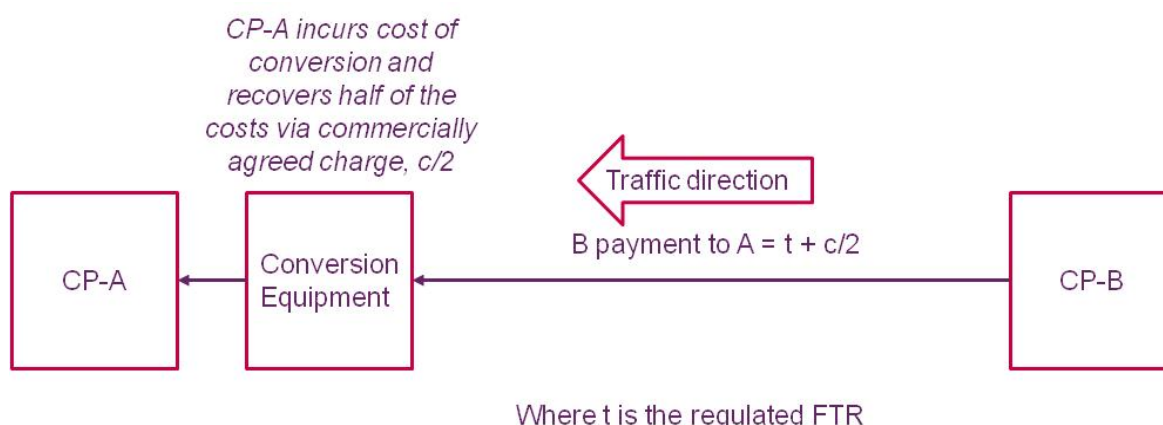 CP-A incurs cost of
conversion and
recovers half of the
costs via commercially
agreed charge, c/2
Traffic direction
B payment to A = t + c/2
CP-A
Conversion
Equipment
CP-B
Where t is the regulated FTR